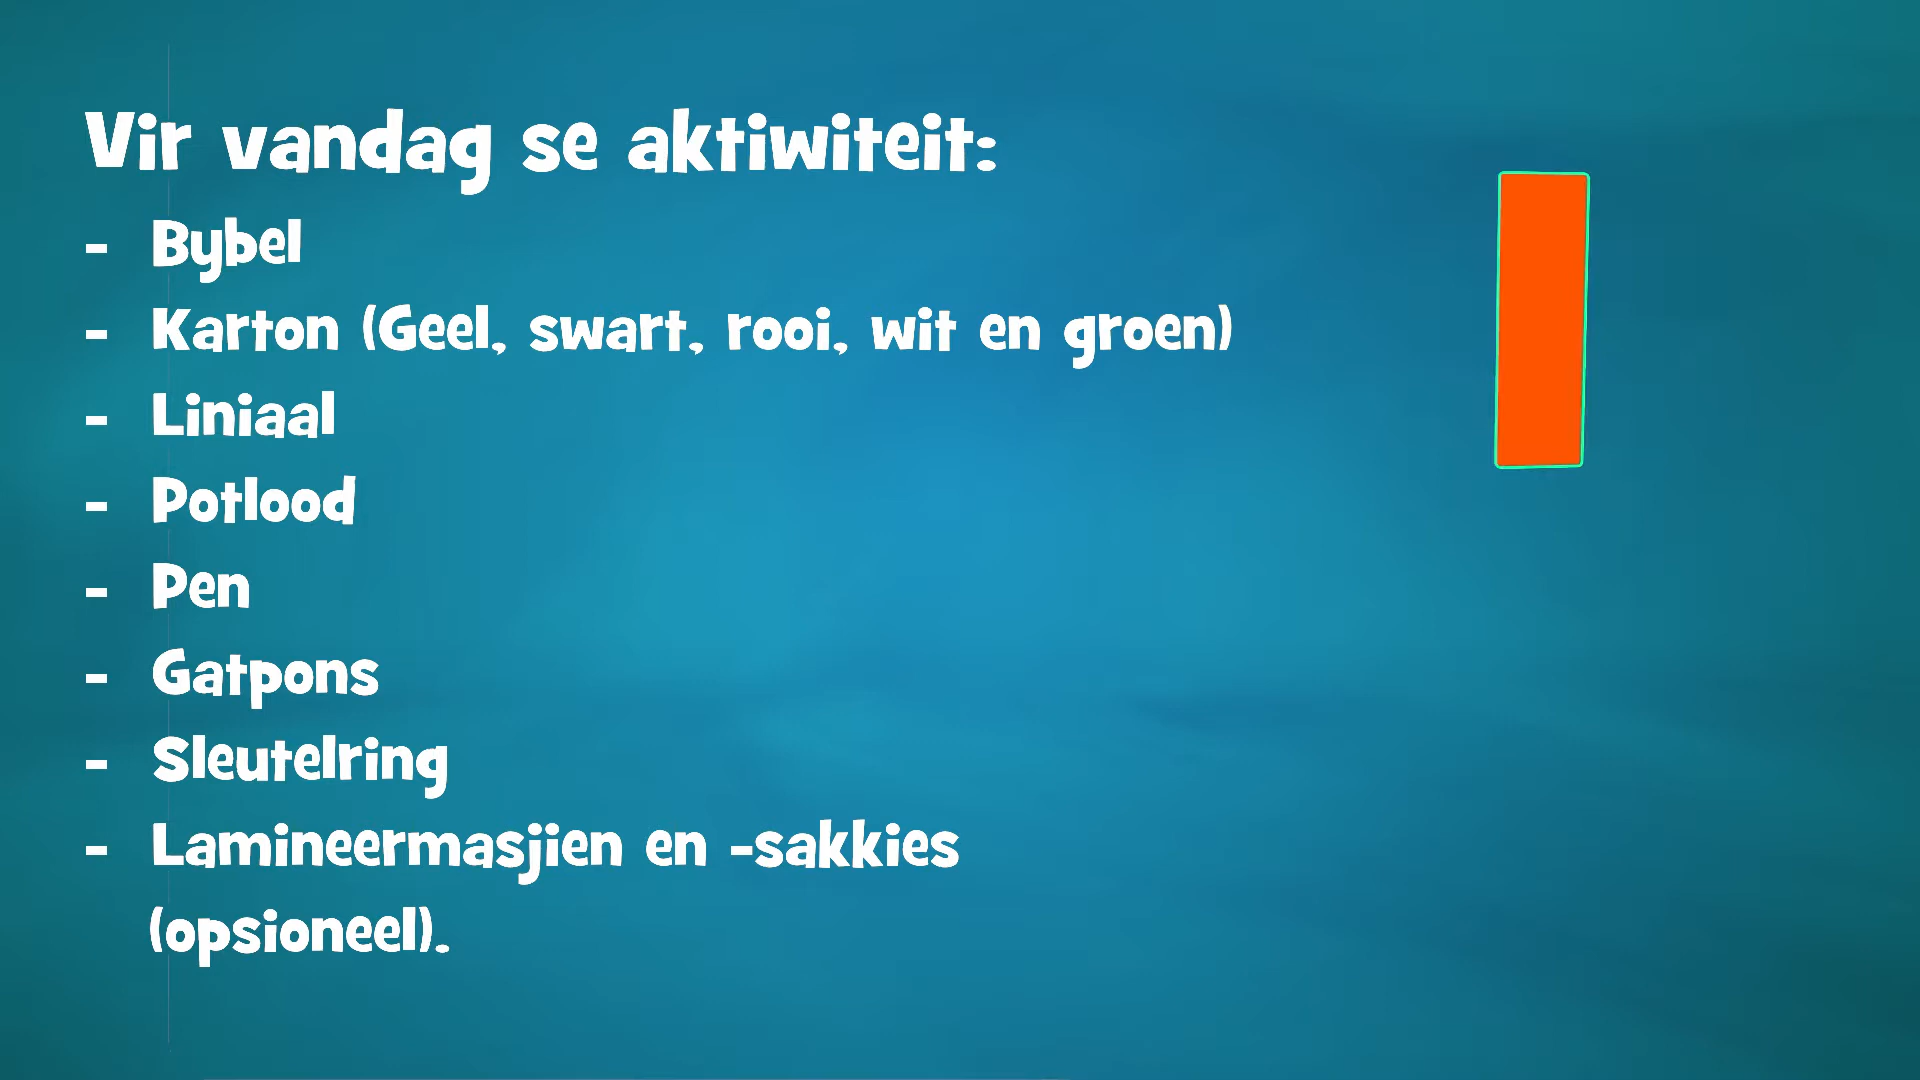 Vir vandag se aktiwiteit:
- Bybel
- Karton (Geel, swart, rooi, wit en groen)
- Liniaal
- Potlood
- Pen
- Gatpons
- Sleutelring
- Lamineermasjien en -sakkies
(opsioneel).